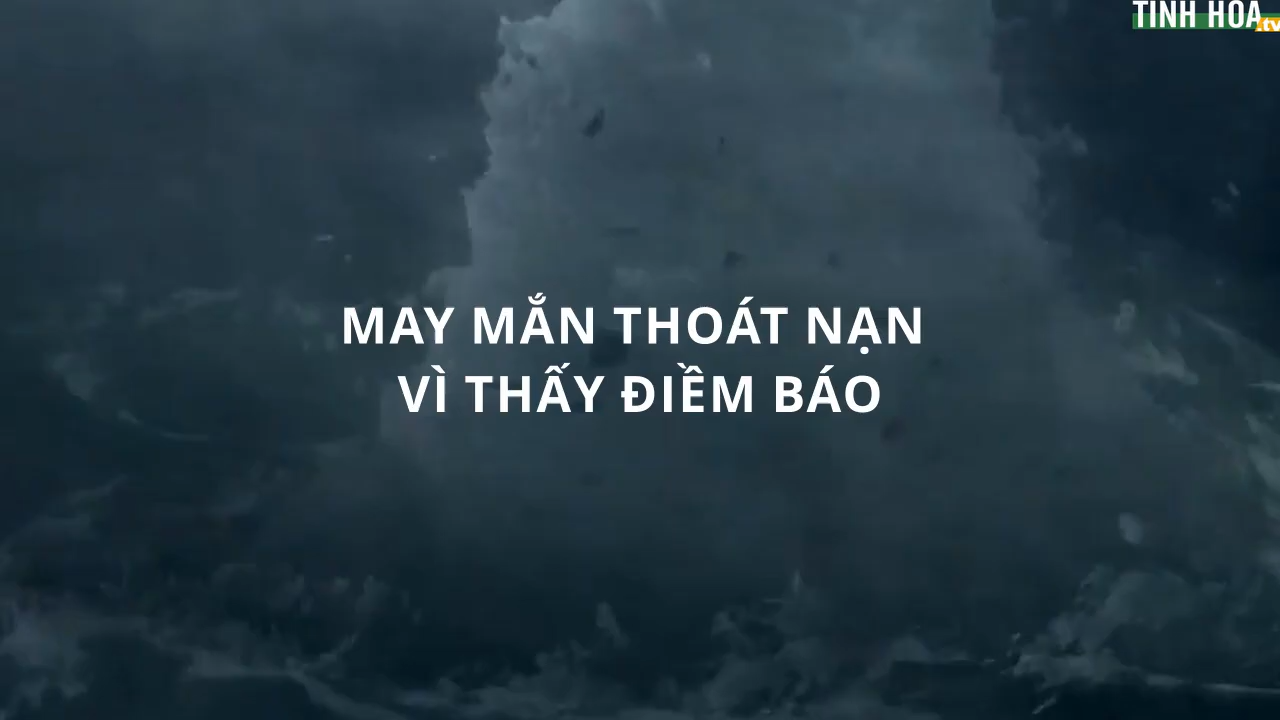 TINH HOA
.tv
MAY MẮN THOÁT NẠN
VÌ THẤY ĐIỀM BÁO